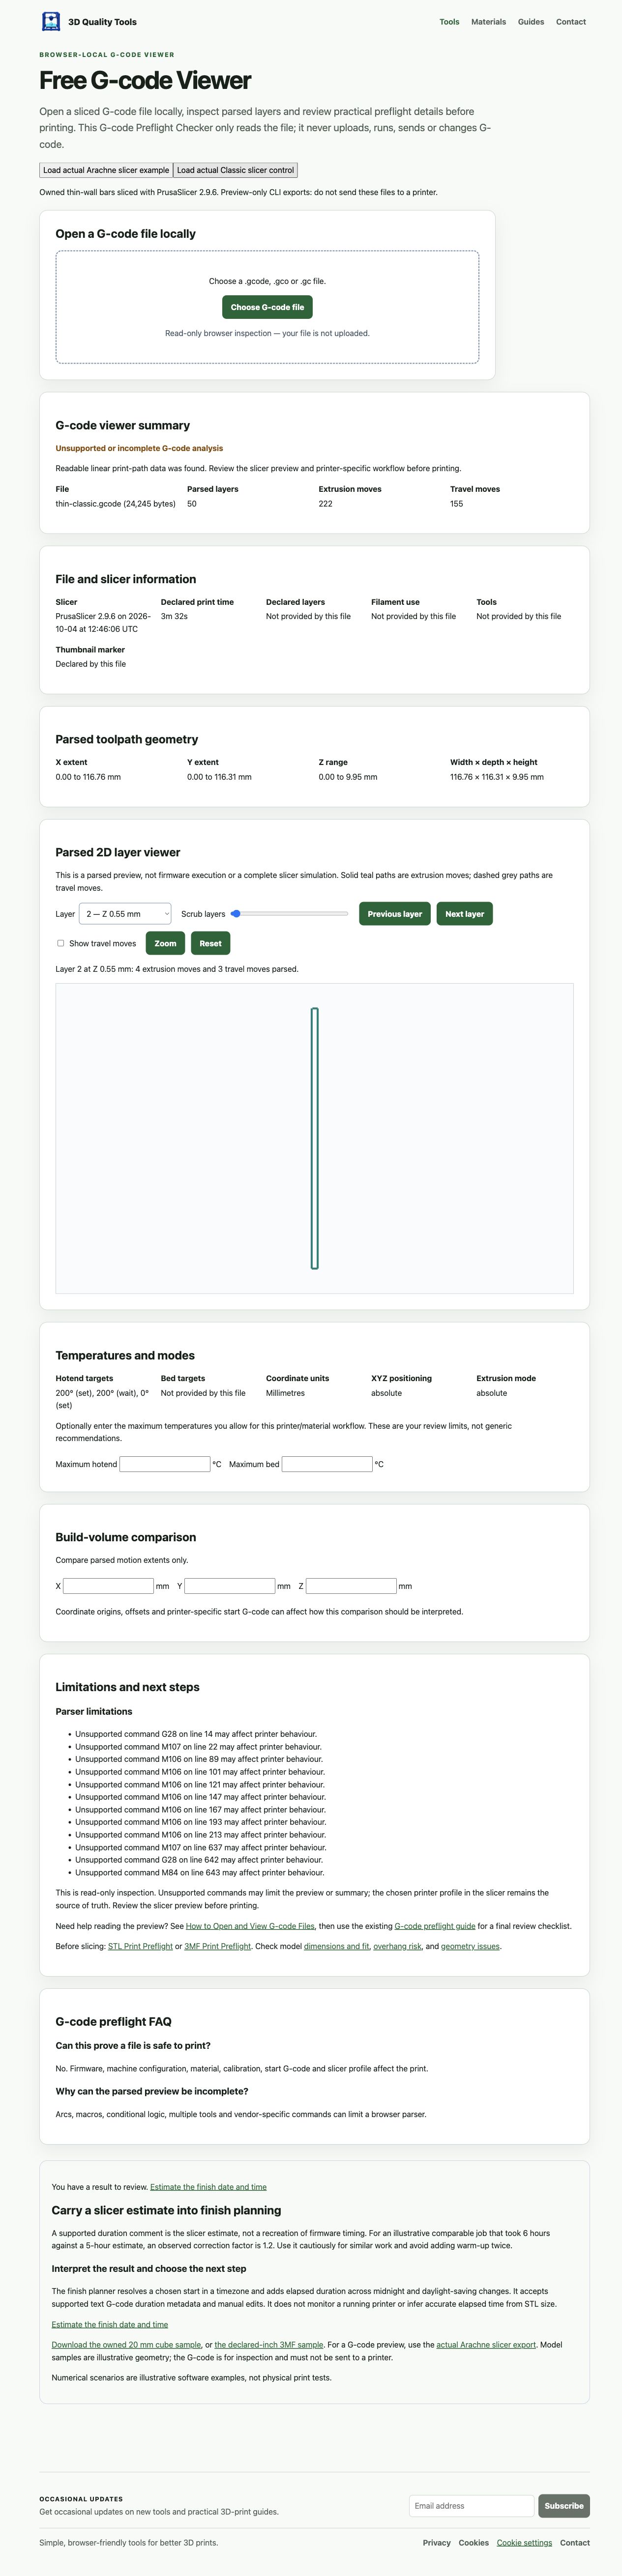 3D Quality Tools
Tools Materials Guides Contact
BROWSER-LOCAL G-CODE VIEWER
Free G-code Viewer
Open a sliced G-code file locally, inspect parsed layers and review practical preflight details before
printing. This G-code Preflight Checker only reads the file; it never uploads, runs, sends or changes G-
code.
Load actual Arachne slicer example Load actual Classic slicer control
Owned thin-wall bars sliced with PrusaSlicer 2.9.6. Preview-only CLI exports: do not send these files to a printer.
Open a G-code file locally
Choose a .gcode, .gco or .gc file.
Choose G-code file
Read-only browser inspection — your file is not uploaded.
G-code viewer summary
Unsupported or incomplete G-code analysis
Readable linear print-path data was found. Review the slicer preview and printer-specific workflow before printing.
File Parsed layers Extrusion moves Travel moves
thin-classic.gcode (24,245 bytes) 50 222 155
File and slicer information
Slicer Declared print time Declared layers Filament use Tools
PrusaSlicer 2.9.6 on 2026- 3m 32s Not provided by this file Not provided by this file Not provided by this file
10-04 at 12:46:06 UTC
Thumbnail marker
Declared by this file
Parsed toolpath geometry
X extent Y extent Z range Width × depth × height
0.00 to 116.76 mm 0.00 to 116.31 mm 0.00 to 9.95 mm 116.76 × 116.31 × 9.95 mm
Parsed 2D layer viewer
This is a parsed preview, not firmware execution or a complete slicer simulation. Solid teal paths are extrusion moves; dashed grey paths are
travel moves.
Layer 2 — Z 0.55 mm Scrub layers Previous layer Next layer
Show travel moves Zoom Reset
Layer 2 at Z 0.55 mm: 4 extrusion moves and 3 travel moves parsed.
Temperatures and modes
Hotend targets Bed targets Coordinate units XYZ positioning Extrusion mode
200° (set), 200° (wait), 0° Not provided by this file Millimetres absolute absolute
(set)
Optionally enter the maximum temperatures you allow for this printer/material workflow. These are your review limits, not generic
recommendations.
Maximum hotend °C Maximum bed °C
Build-volume comparison
Compare parsed motion extents only.
X mm Y mm Z mm
Coordinate origins, offsets and printer-specific start G-code can affect how this comparison should be interpreted.
Limitations and next steps
Parser limitations
• Unsupported command G28 on line 14 may affect printer behaviour.
• Unsupported command M107 on line 22 may affect printer behaviour.
• Unsupported command M106 on line 89 may affect printer behaviour.
• Unsupported command M106 on line 101 may affect printer behaviour.
• Unsupported command M106 on line 121 may affect printer behaviour.
• Unsupported command M106 on line 147 may affect printer behaviour.
• Unsupported command M106 on line 167 may affect printer behaviour.
• Unsupported command M106 on line 193 may affect printer behaviour.
• Unsupported command M106 on line 213 may affect printer behaviour.
• Unsupported command M107 on line 637 may affect printer behaviour.
• Unsupported command G28 on line 642 may affect printer behaviour.
• Unsupported command M84 on line 643 may affect printer behaviour.
This is read-only inspection. Unsupported commands may limit the preview or summary; the chosen printer profile in the slicer remains the
source of truth. Review the slicer preview before printing.
Need help reading the preview? See How to Open and View G-code Files, then use the existing G-code preflight guide for a final review checklist.
Before slicing: STL Print Preflight or 3MF Print Preflight. Check model dimensions and fit, overhang risk, and geometry issues.
G-code preflight FAQ
Can this prove a file is safe to print?
No. Firmware, machine configuration, material, calibration, start G-code and slicer profile affect the print.
Why can the parsed preview be incomplete?
Arcs, macros, conditional logic, multiple tools and vendor-specific commands can limit a browser parser.
You have a result to review. Estimate the finish date and time
Carry a slicer estimate into finish planning
A supported duration comment is the slicer estimate, not a recreation of firmware timing. For an illustrative comparable job that took 6 hours
against a 5-hour estimate, an observed correction factor is 1.2. Use it cautiously for similar work and avoid adding warm-up twice.
Interpret the result and choose the next step
The finish planner resolves a chosen start in a timezone and adds elapsed duration across midnight and daylight-saving changes. It accepts
supported text G-code duration metadata and manual edits. It does not monitor a running printer or infer accurate elapsed time from STL size.
Estimate the finish date and time
Download the owned 20 mm cube sample, or the declared-inch 3MF sample. For a G-code preview, use the actual Arachne slicer export. Model
samples are illustrative geometry; the G-code is for inspection and must not be sent to a printer.
Numerical scenarios are illustrative software examples, not physical print tests.
OCCASIONAL UPDATES
Get occasional updates on new tools and practical 3D-print guides.
Email address Subscribe
Simple, browser-friendly tools for better 3D prints.
Privacy Cookies Cookie settings Contact